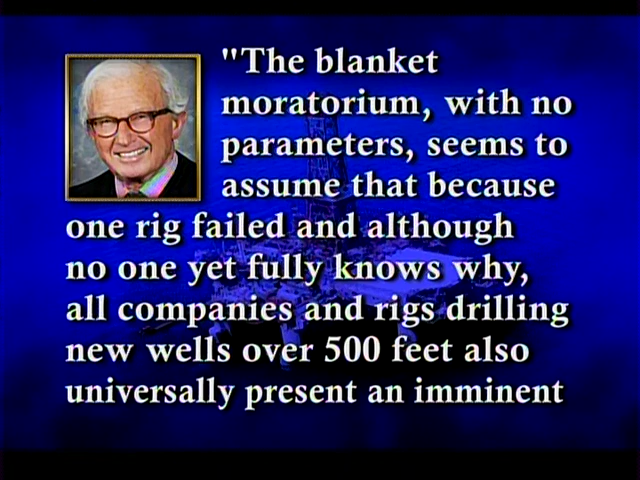 "The blanket
moratorium, with no
parameters, seems to
assume that because
one rig failed and although
no one yet fully knows why,
all companies and rigs drilling
new wells over 500 feet also
universally present an imminent